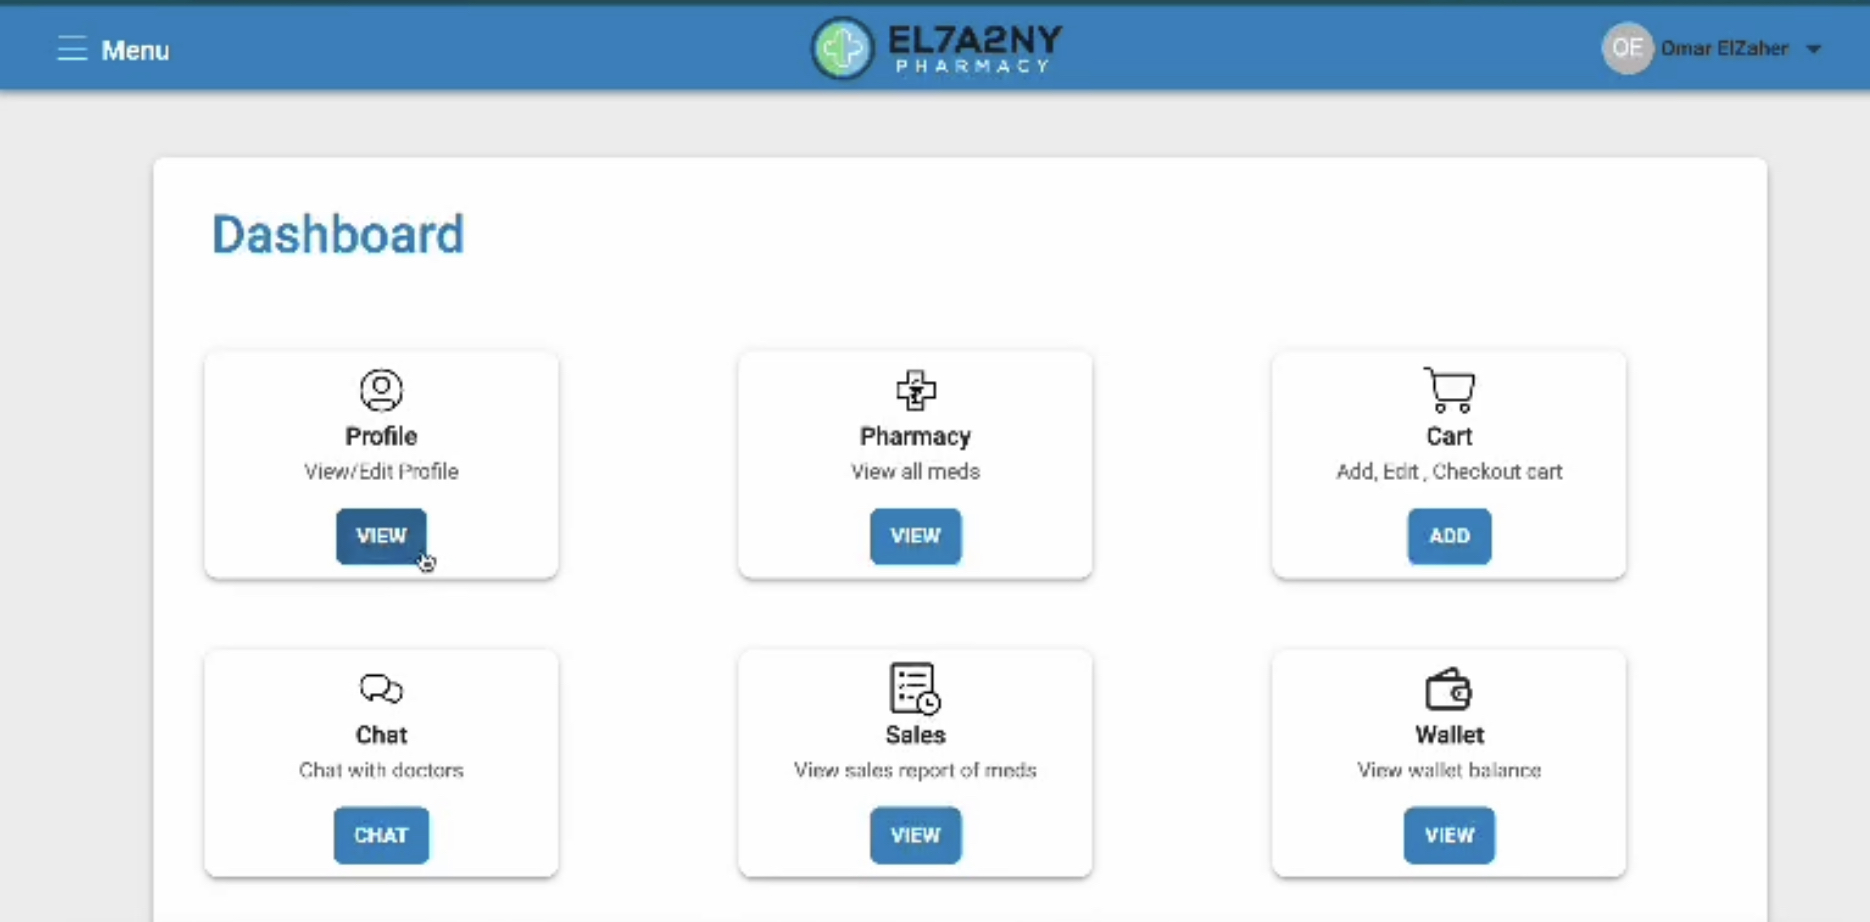 Menu
EL7A2NY
PHARMACY
OE Omar ElZaher
Dashboard
Profile
View/Edit Profile
VIEW
Pharmacy
View all meds
VIEW
Cart
Add, Edit , Checkout cart
ADD
Chat
Chat with doctors
CHAT
Sales
View sales report of meds
VIEW
Wallet
View wallet balance
VIEW